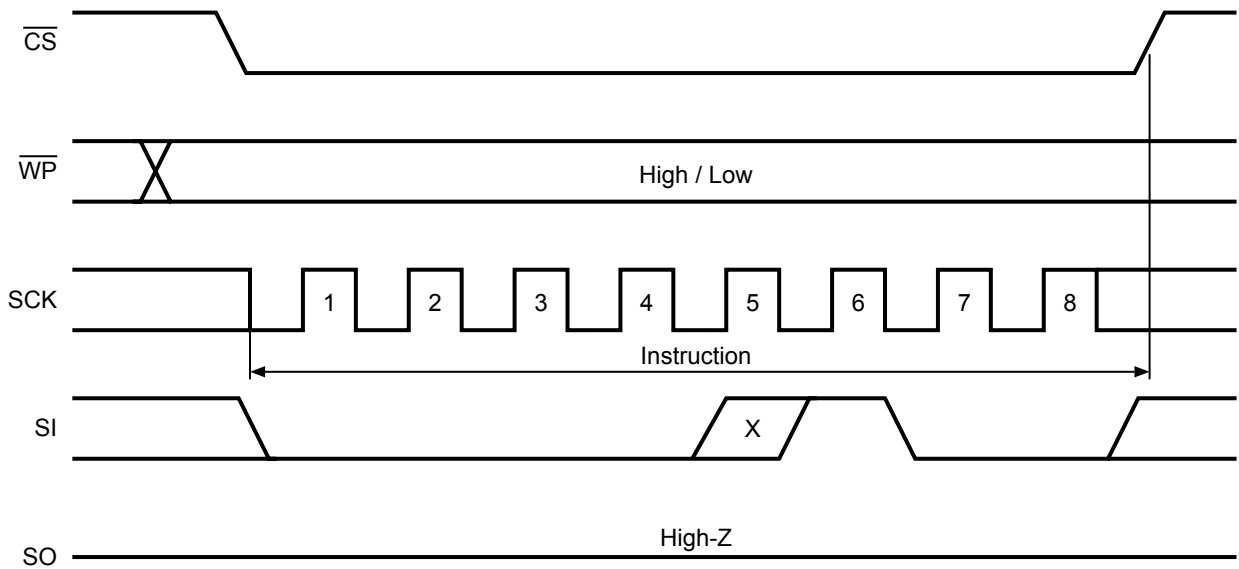 CS
WP
High / Low
SCK
1 2 3 4 5 6 7 8
Instruction
SI
X
High-Z
SO